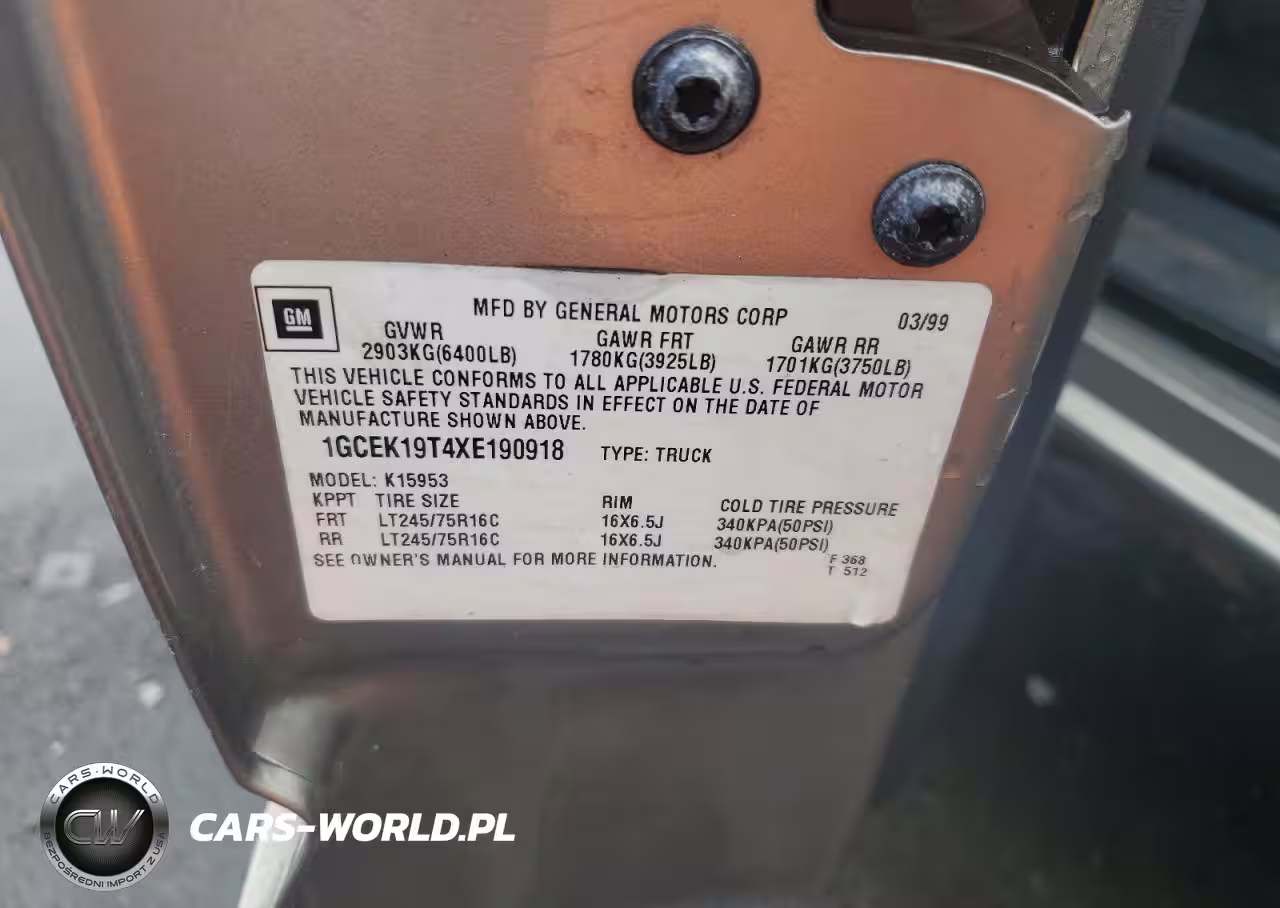 GM
MFD BY GENERAL MOTORS CORP 03/99
GVWR GAWR FRT GAWR RR
2903KG(6400LB) 1780KG(3925LB) 1701KG(3750LB)
THIS VEHICLE CONFORMS TO ALL APPLICABLE U.S. FEDERAL MOTOR
VEHICLE SAFETY STANDARDS IN EFFECT ON THE DATE OF
MANUFACTURE SHOWN ABOVE.
1GCEK19T4XE190918 TYPE: TRUCK
MODEL: K15953
KPPT TIRE SIZE RIM COLD TIRE PRESSURE
FRT LT245/75R16C 16X6.5J 340KPA(50PSI)
RR LT245/75R16C 16X6.5J 340KPA(50PSI)
SEE OWNER'S MANUAL FOR MORE INFORMATION. F 368
T 512
CARS-WORLD
CW
BEZPOŚREDNI IMPORT Z USA
CARS-WORLD.PL